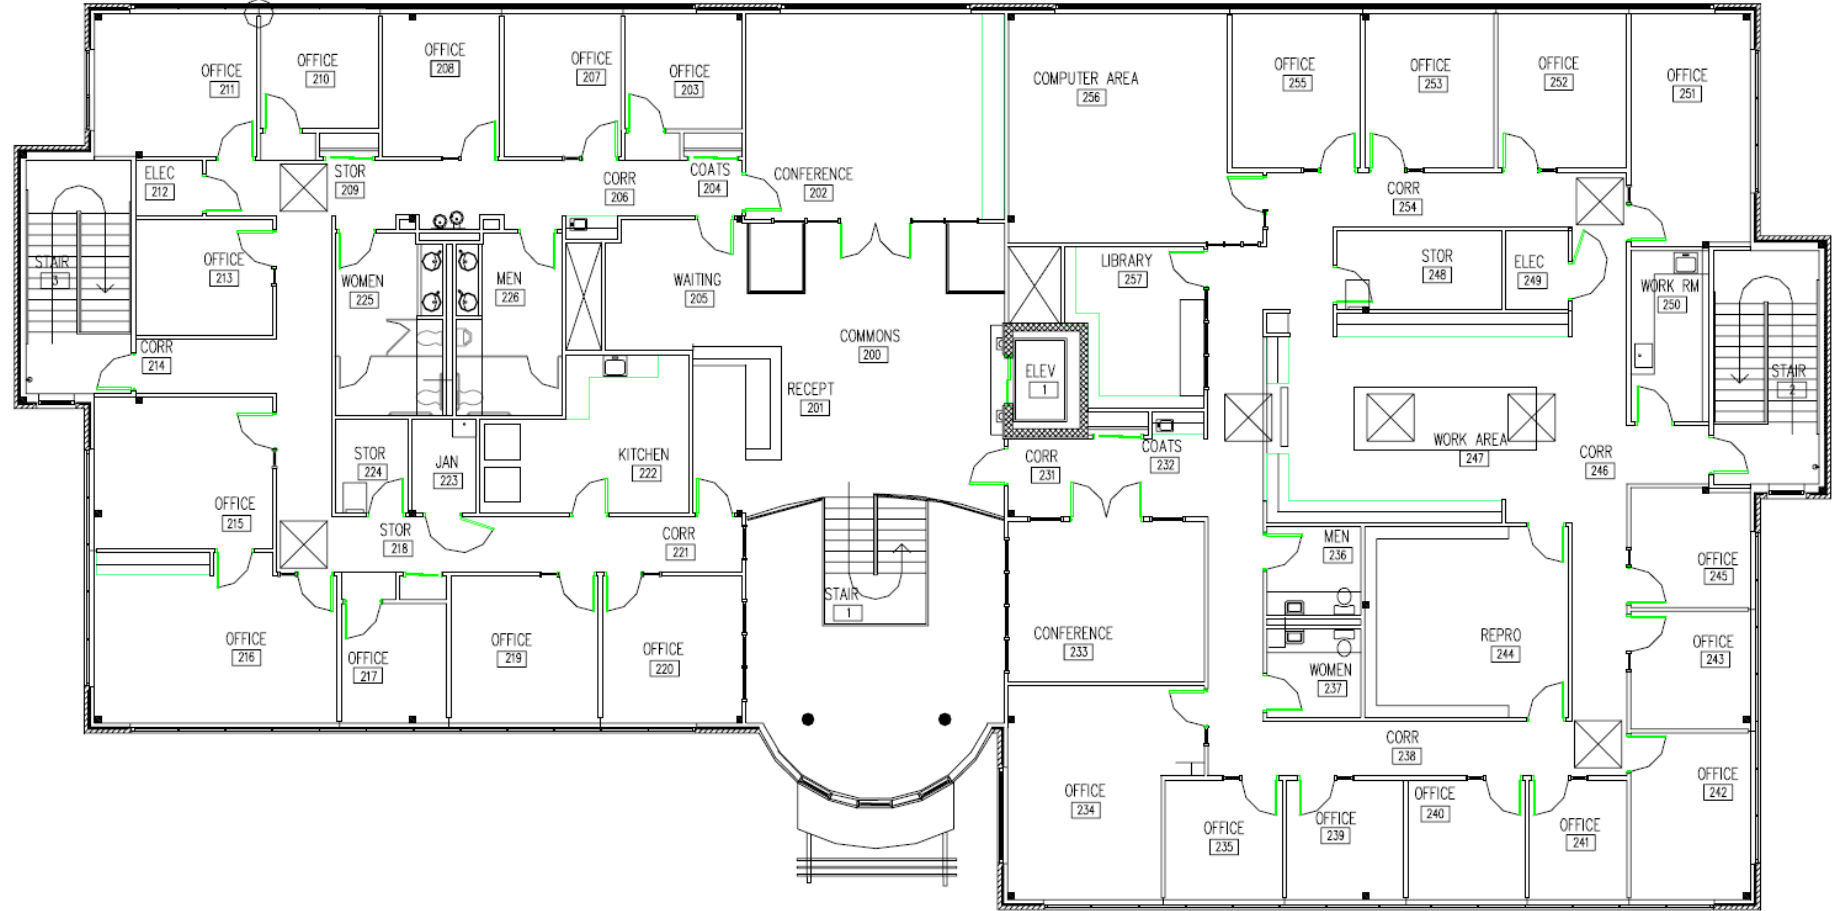 OFFICE
211
OFFICE
210
OFFICE
208
OFFICE
207
OFFICE
203
COMPUTER AREA
256
OFFICE
255
OFFICE
253
OFFICE
252
OFFICE
251
ELEC
212
STOR
209
CORR
206
COATS
204
CONFERENCE
202
CORR
254
STAIR
3
OFFICE
213
WOMEN
225
MEN
226
WAITING
205
LIBRARY
257
STOR
248
ELEC
249
WORK RM
250
CORR
214
COMMONS
200
RECEPT
201
ELEV
1
STAIR
2
OFFICE
215
STOR
224
JAN
223
KITCHEN
222
CORR
231
COATS
232
WORK AREA
247
CORR
246
STOR
218
CORR
221
MEN
236
OFFICE
245
STAIR
1
OFFICE
216
OFFICE
217
OFFICE
219
OFFICE
220
CONFERENCE
233
WOMEN
237
REPRO
244
OFFICE
243
CORR
238
OFFICE
234
OFFICE
235
OFFICE
239
OFFICE
240
OFFICE
241
OFFICE
242